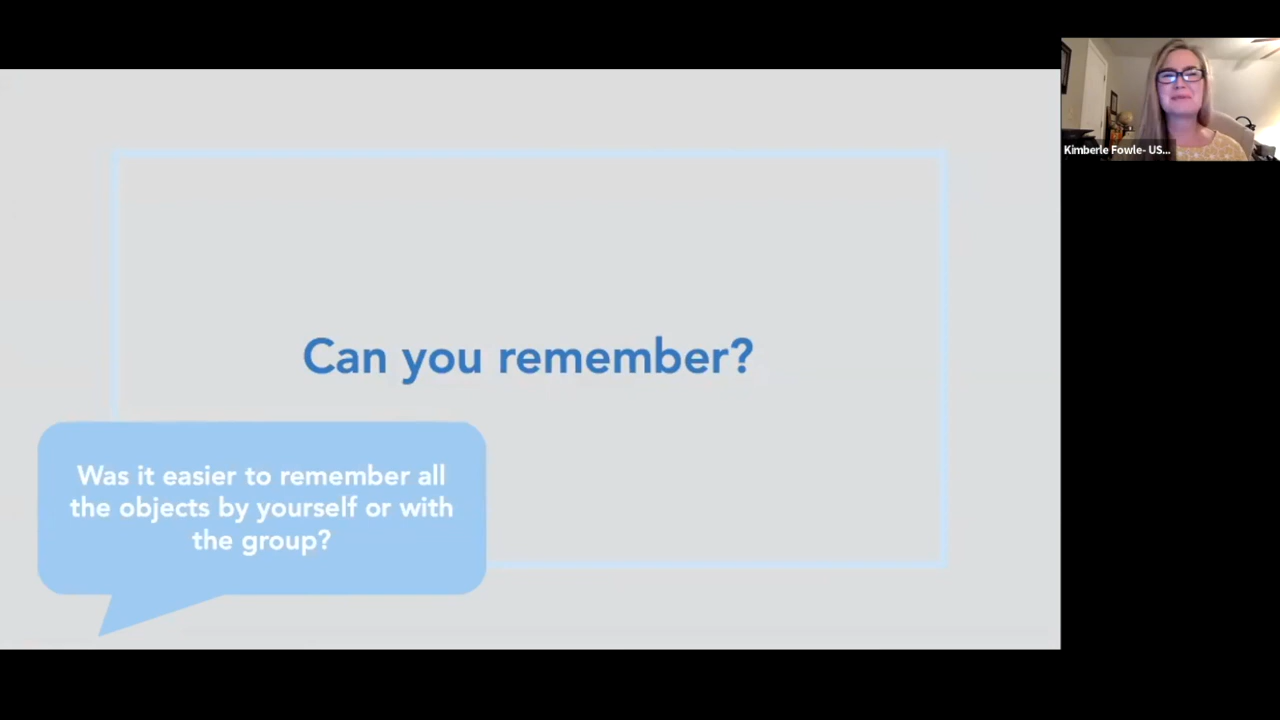 Can you remember?
Was it easier to remember all
the objects by yourself or with
the group?
Kimberle Fowle- US...